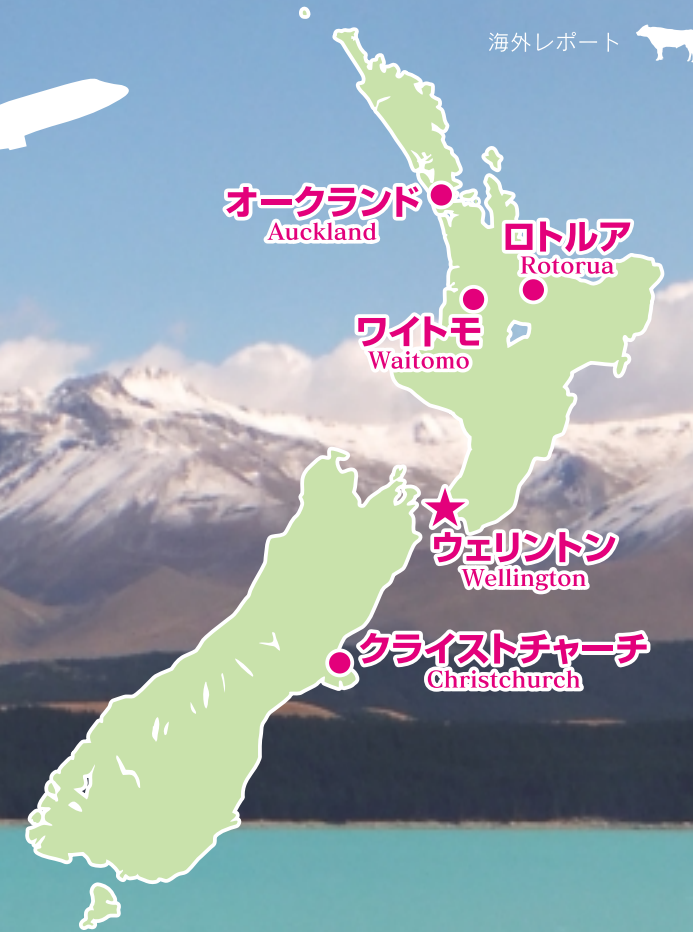 海外レポート
オークランド
Auckland
ロトルア
Rotorua
ワイトモ
Waitomo
ウェリントン
Wellington
クライストチャーチ
Christchurch